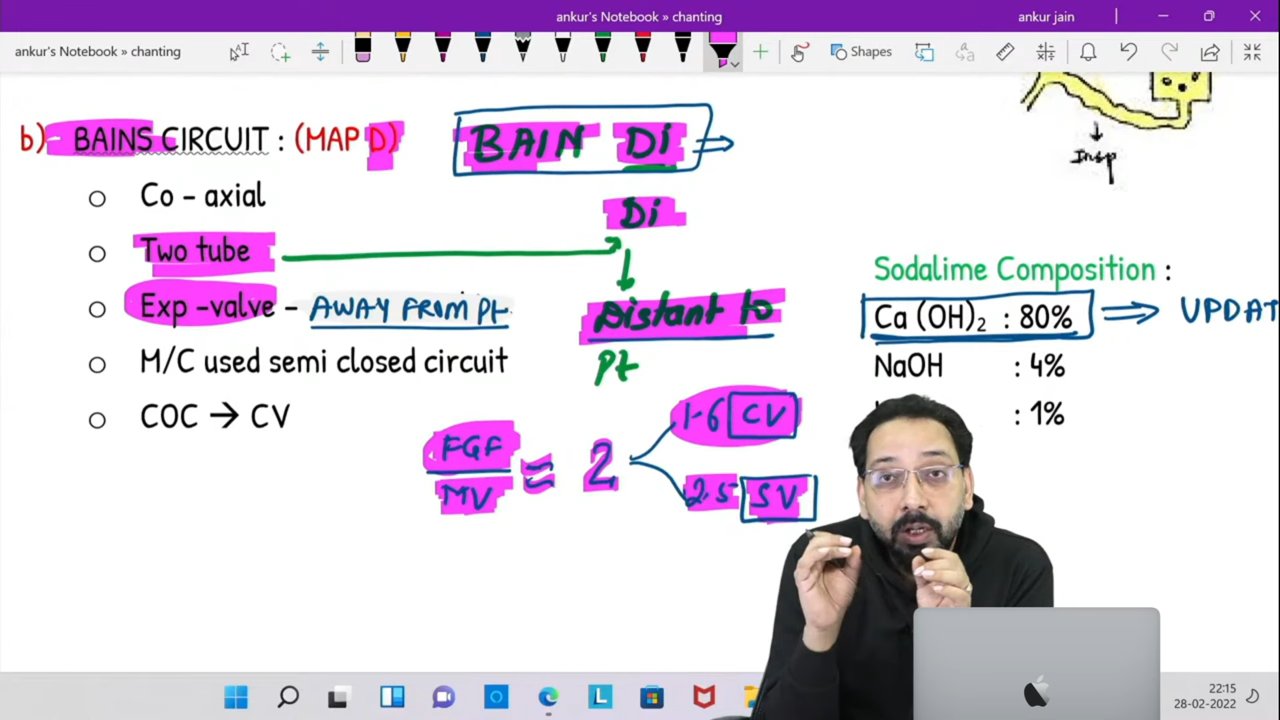 ankur's Notebook » chanting
ankur jain
ankur's Notebook » chanting
Shapes
b) BAINS CIRCUIT : (MAP D)
BAIN Di
Insp
Co – axial
Di
Two tube
Sodalime Composition :
Exp -valve – AWAY FROM Pt.
Distant to
pt
Ca (OH)2 : 80%
UPDAT
M/C used semi closed circuit
NaOH : 4%
COC → CV
: 1%
1.6 CV
FGF
MV
≈ 2
2.5 SV
22:15
28-02-2022